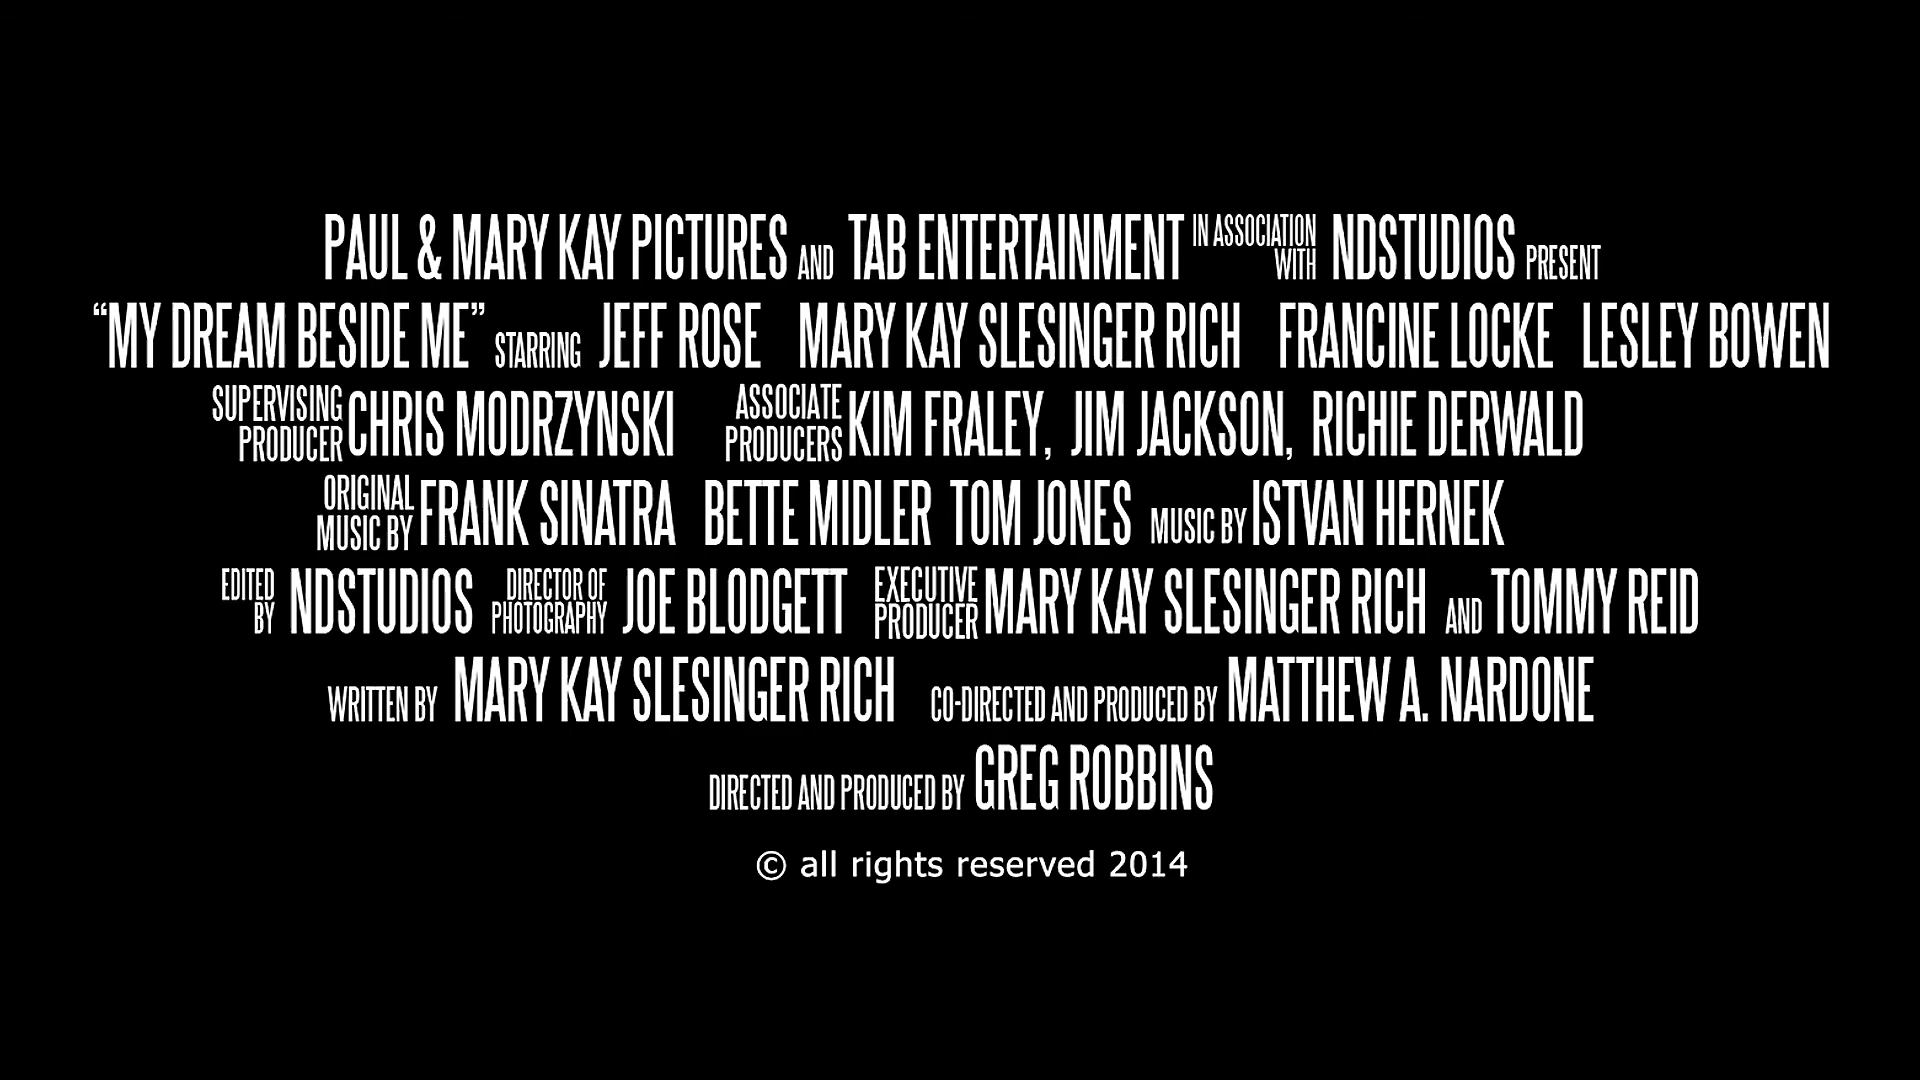 PAUL & MARY KAY PICTURES AND TAB ENTERTAINMENT IN ASSOCIATION WITH NDSTUDIOS PRESENT
“MY DREAM BESIDE ME” STARRING JEFF ROSE MARY KAY SLESINGER RICH FRANCINE LOCKE LESLEY BOWEN
SUPERVISING PRODUCER CHRIS MODRZYNSKI ASSOCIATE PRODUCERS KIM FRALEY, JIM JACKSON, RICHIE DERWALD
ORIGINAL MUSIC BY FRANK SINATRA BETTE MIDLER TOM JONES MUSIC BY ISTVAN HERNEK
EDITED BY NDSTUDIOS DIRECTOR OF PHOTOGRAPHY JOE BLODGETT EXECUTIVE PRODUCER MARY KAY SLESINGER RICH AND TOMMY REID
WRITTEN BY MARY KAY SLESINGER RICH CO-DIRECTED AND PRODUCED BY MATTHEW A. NARDONE
DIRECTED AND PRODUCED BY GREG ROBBINS
© all rights reserved 2014